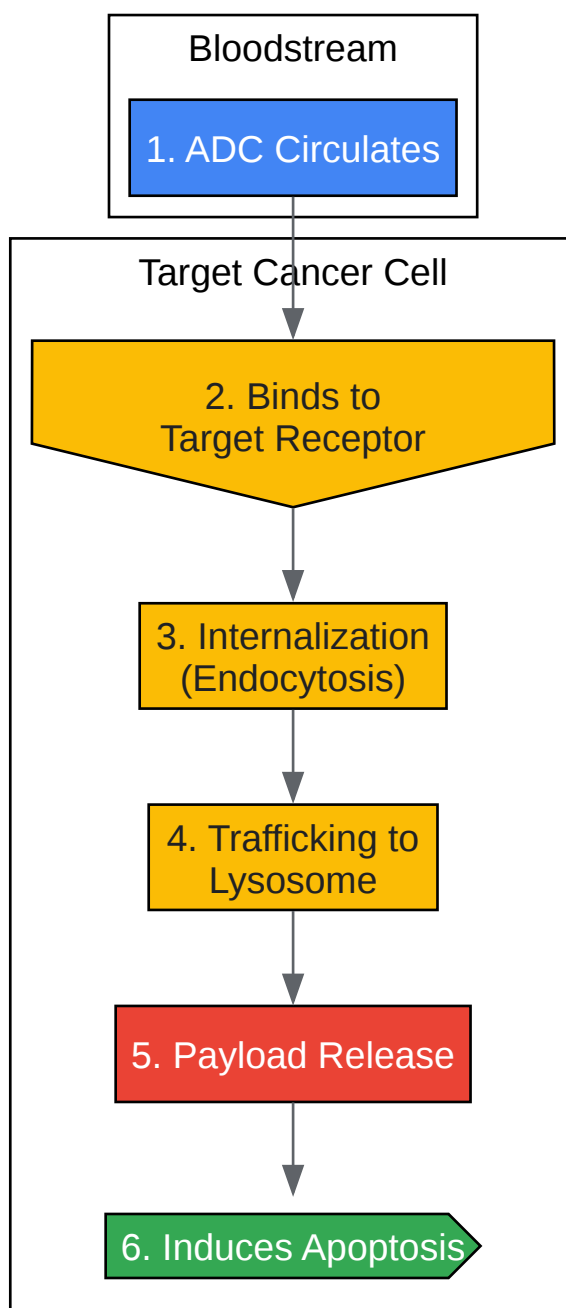 Bloodstream
1. ADC Circulates
Target Cancer Cell
2. Binds to
Target Receptor
3. Internalization
(Endocytosis)
4. Trafficking to
Lysosome
5. Payload Release
6. Induces Apoptosis